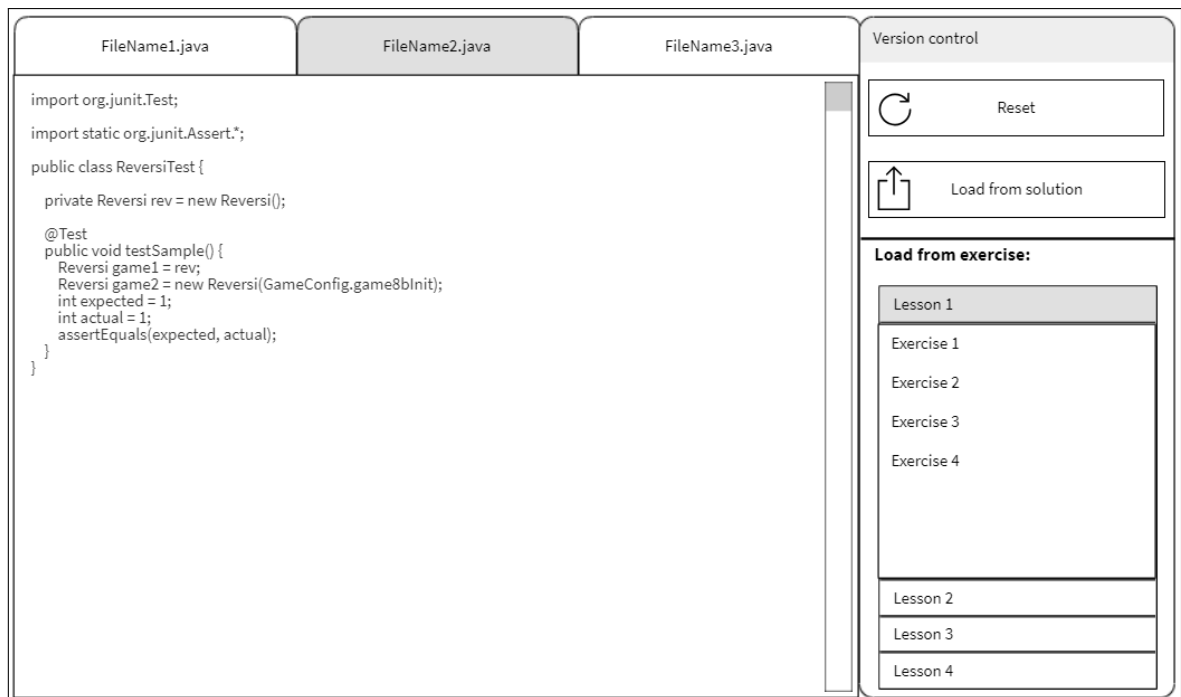 FileName1.java
FileName2.java
FileName3.java
import org.junit.Test;
import static org.junit.Assert.*;
public class ReversiTest {
private Reversi rev = new Reversi();
@Test
public void testSample() {
Reversi game1 = rev;
Reversi game2 = new Reversi(GameConfig.game8bInit);
int expected = 1;
int actual = 1;
assertEquals(expected, actual);
}
}
Version control
Reset
Load from solution
Load from exercise:
Lesson 1
Exercise 1
Exercise 2
Exercise 3
Exercise 4
Lesson 2
Lesson 3
Lesson 4